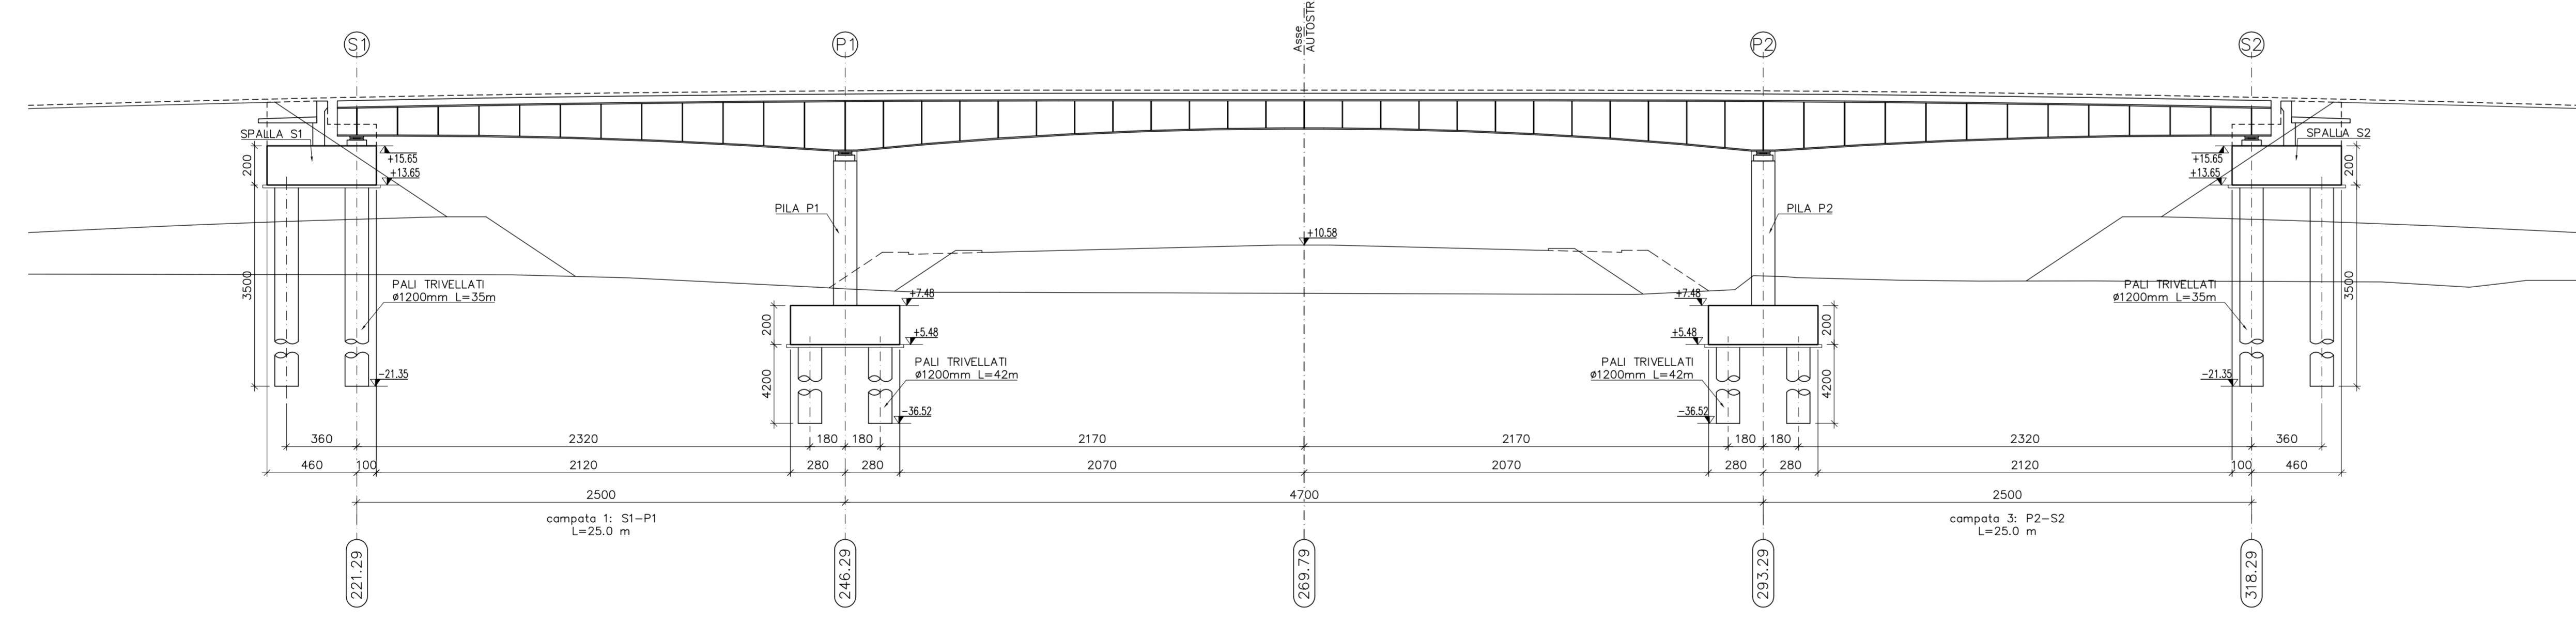 S1
P1
Asse
AUTOSTR
P2
S2
SPALLA S1
SPALLA S2
200
+15.65
+13.65
+15.65
+13.65
200
PILA P1
PILA P2
+10.58
3500
PALI TRIVELLATI
ø1200mm L=35m
PALI TRIVELLATI
ø1200mm L=35m
3500
+7.48
+7.48
200
+5.48
+5.48
200
PALI TRIVELLATI
ø1200mm L=42m
PALI TRIVELLATI
ø1200mm L=42m
-21.35
-21.35
4200
4200
-36.52
-36.52
360 2320 180 180 2170 2170 180 180 2320 360
460 100 2120 280 280 2070 2070 280 280 2120 100 460
2500 4700 2500
campata 1: S1-P1
L=25.0 m
campata 3: P2-S2
L=25.0 m
221.29
246.29
269.79
293.29
318.29